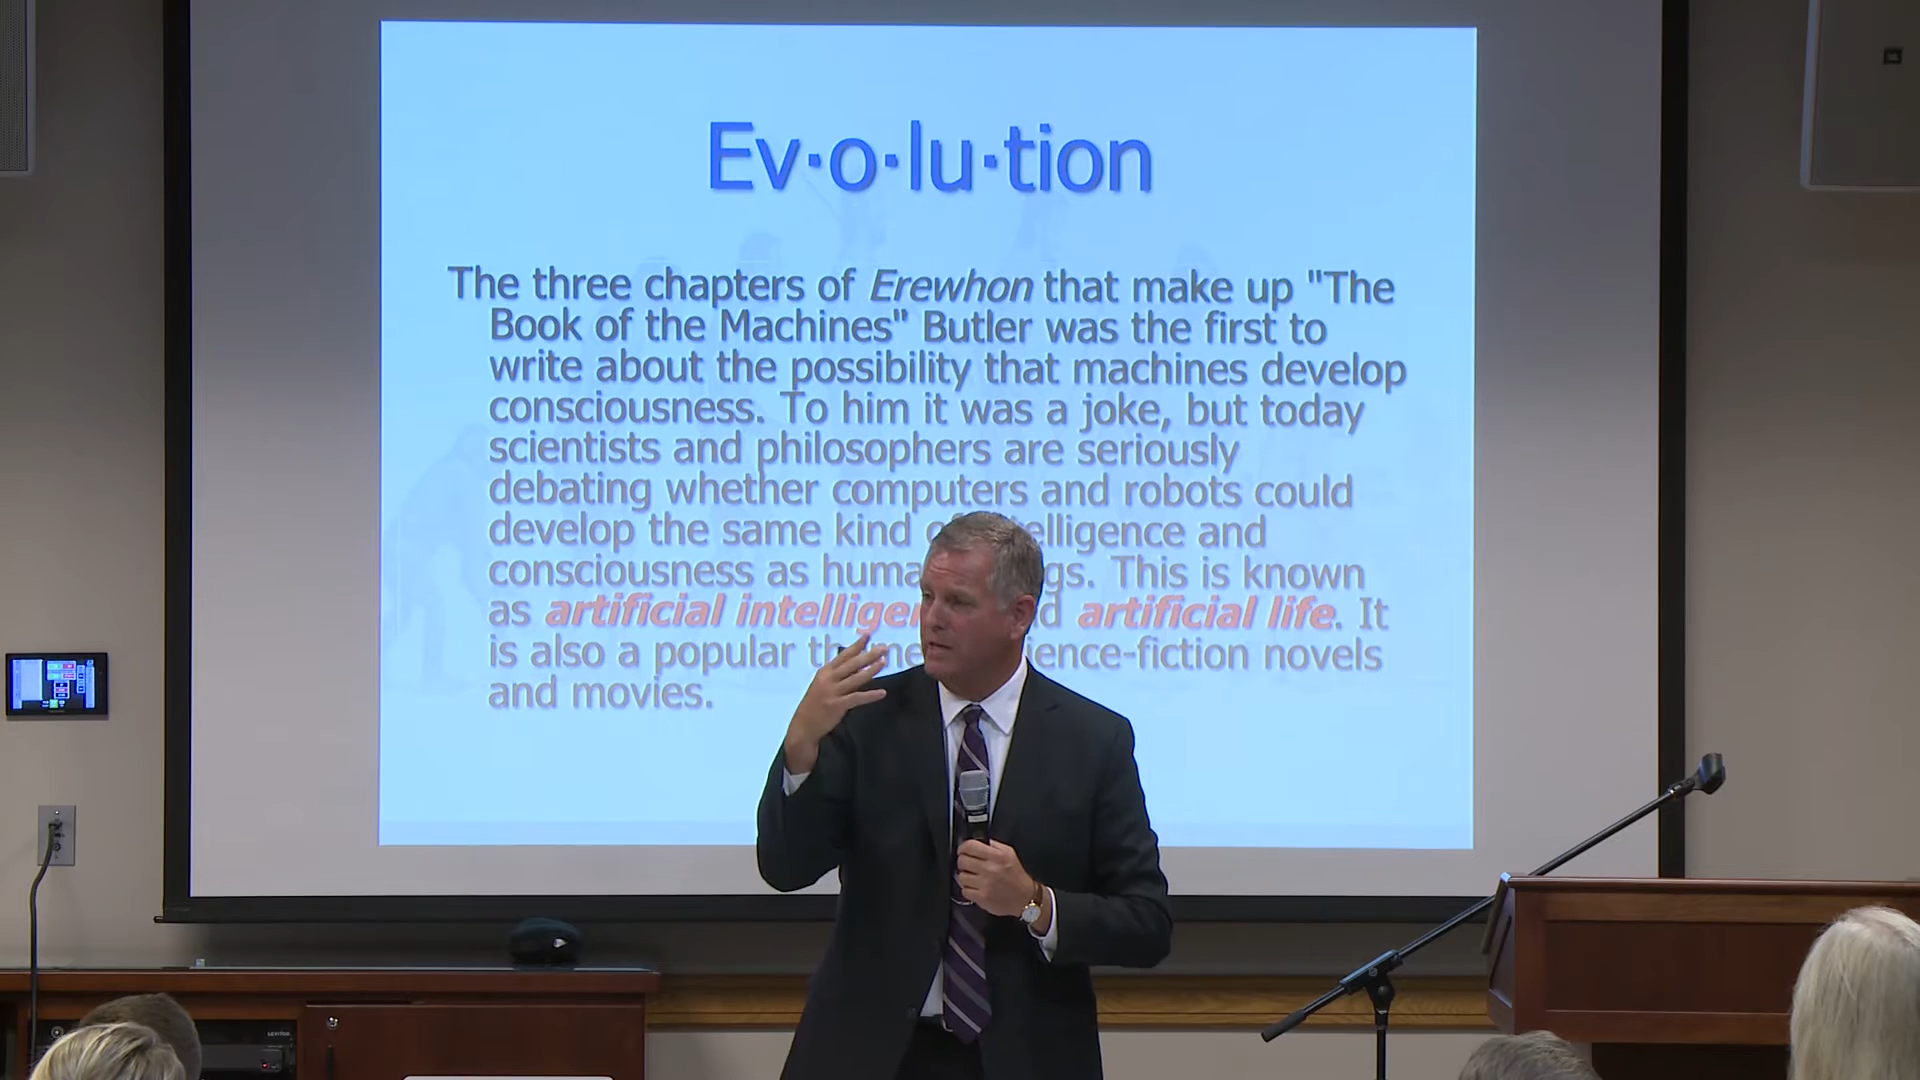 Ev·o·lu·tion
The three chapters of Erewhon that make up "The
Book of the Machines" Butler was the first to
write about the possibility that machines develop
consciousness. To him it was a joke, but today
scientists and philosophers are seriously
debating whether computers and robots could
develop the same kind and
consciousness as This is known
as artificial artificial life. It
is also a popular novels
and movies.